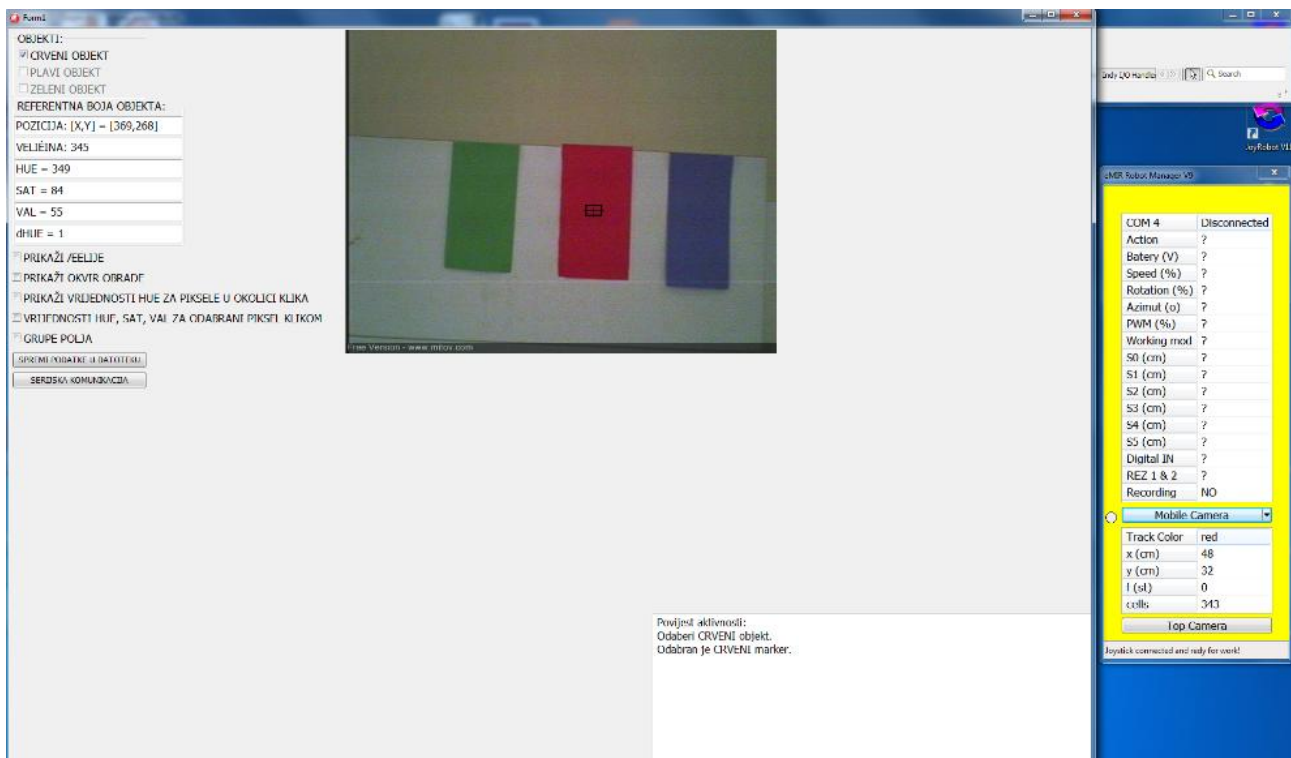 Form1
OBJEKTI:
CRVENI OBJEKT
PLAVI OBJEKT
ZELENI OBJEKT
REFERENTNA BOJA OBJEKTA:
POZICIJA: [X,Y] = [369,268]
VELIÈINA: 345
HUE = 349
SAT = 84
VAL = 55
dHUE = 1
PRIKAŽI
PRIKAŽI OKVIR OBRADE
PRIKAŽI VRIJEDNOSTI HUE ZA PIKSELE U OKOLICI KLIKA
VRIJEDNOSTI HUE, SAT, VAL ZA ODABRANI PIKSEL KLIKOM
GRUPE POLJA
SPREMI PODATKE U DATOTEKU
SERIJSKA KOMUNIKACIJA
Free Version - www.mitov.com
Povijest aktivnosti:
Odaberi CRVENI objekt.
Odabran je CRVENI marker.
Indy I/O Handler
Search
JoyRobot
eMIR Robot Manager V9
COM 4 Disconnected
Action ?
Batery (V) ?
Speed (%) ?
Rotation (%) ?
Azimut (o) ?
PWM (%) ?
Working mod ?
S0 (cm) ?
S1 (cm) ?
S2 (cm) ?
S3 (cm) ?
S4 (cm) ?
S5 (cm) ?
Digital IN ?
REZ 1 & 2 ?
Recording NO
Mobile Camera
Track Color red
x (cm) 48
y (cm) 32
(st) 0
cells 343
Top Camera
Joystick connected and redy for work!